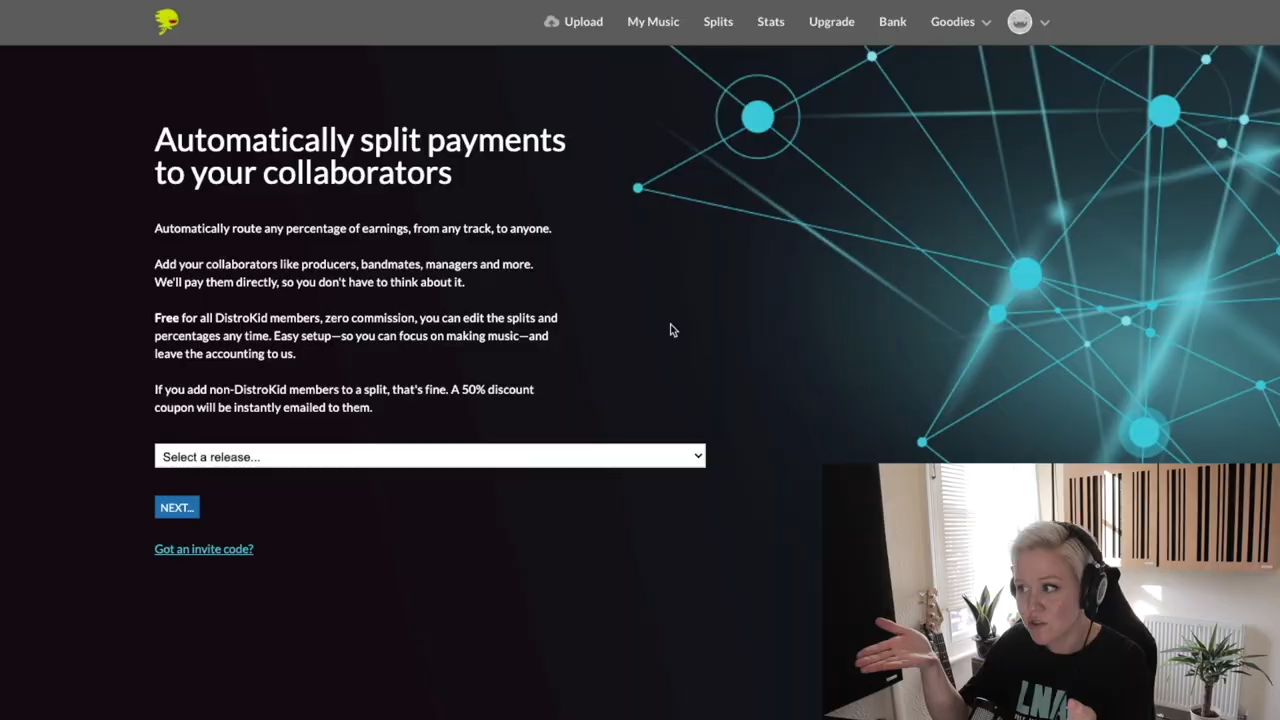 Upload My Music Splits Stats Upgrade Bank Goodies
Automatically split payments
to your collaborators
Automatically route any percentage of earnings, from any track, to anyone.
Add your collaborators like producers, bandmates, managers and more.
We'll pay them directly, so you don't have to think about it.
Free for all DistroKid members, zero commission, you can edit the splits and
percentages any time. Easy setup—so you can focus on making music—and
leave the accounting to us.
If you add non-DistroKid members to a split, that's fine. A 50% discount
coupon will be instantly emailed to them.
Select a release...
NEXT...
Got an invite code?